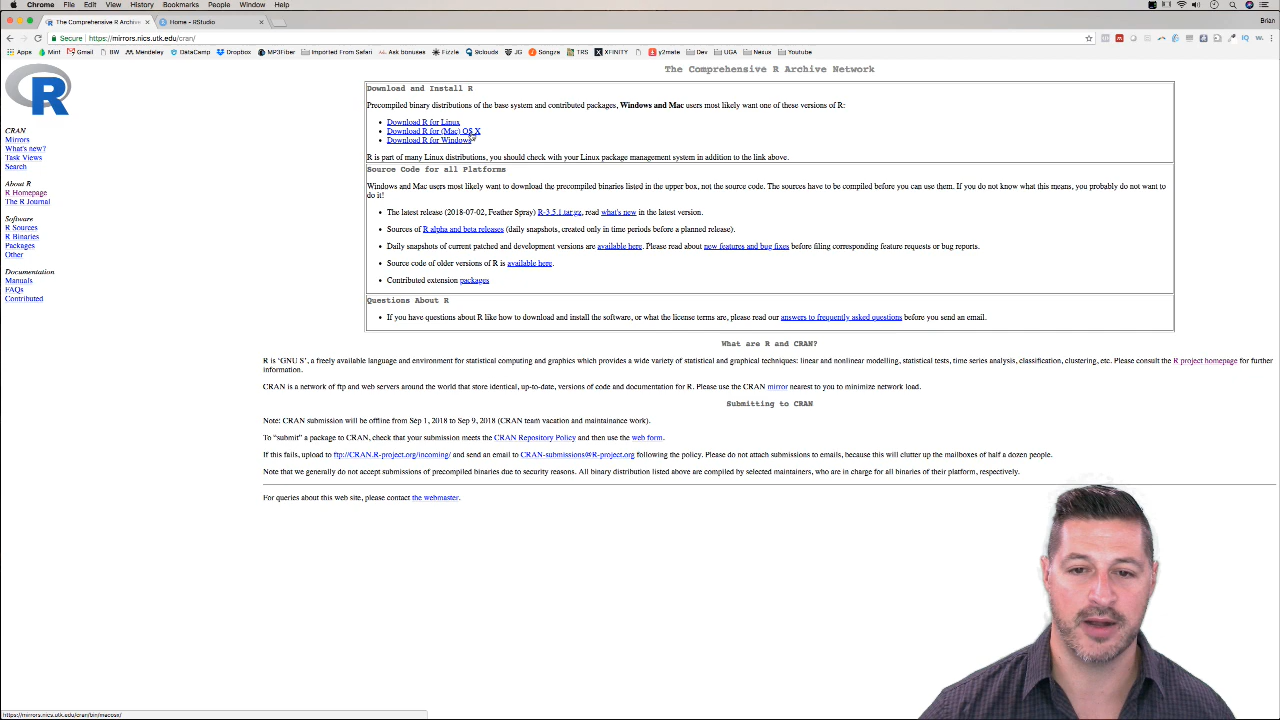 Chrome File Edit View History Bookmarks People Window Help
The Comprehensive R Archive
Home - RStudio
Brian
Secure https://mirrors.nics.utk.edu/cran/
Apps Mint Gmail BW Mendeley DataCamp Dropbox MP3Fiber Imported From Safari Ask bonuses Fizzle Sclouds JG Songza TRS XFINITY y2mate Dev UGA Nexus Youtube
R
CRAN
Mirrors
What's new?
Task Views
Search
About R
R Homepage
The R Journal
Software
R Sources
R Binaries
Packages
Other
Documentation
Manuals
FAQs
Contributed
The Comprehensive R Archive Network
Download and Install R
Precompiled binary distributions of the base system and contributed packages, Windows and Mac users most likely want one of these versions of R:
• Download R for Linux
• Download R for (Mac) OS X
• Download R for Windows
R is part of many Linux distributions, you should check with your Linux package management system in addition to the link above.
Source Code for all Platforms
Windows and Mac users most likely want to download the precompiled binaries listed in the upper box, not the source code. The sources have to be compiled before you can use them. If you do not know what this means, you probably do not want to
do it!
• The latest release (2018-07-02, Feather Spray) R-3.5.1.tar.gz, read what's new in the latest version.
• Sources of R alpha and beta releases (daily snapshots, created only in time periods before a planned release).
• Daily snapshots of current patched and development versions are available here. Please read about new features and bug fixes before filing corresponding feature requests or bug reports.
• Source code of older versions of R is available here.
• Contributed extension packages
Questions About R
• If you have questions about R like how to download and install the software, or what the license terms are, please read our answers to frequently asked questions before you send an email.
What are R and CRAN?
R is ‘GNU S’, a freely available language and environment for statistical computing and graphics which provides a wide variety of statistical and graphical techniques: linear and nonlinear modelling, statistical tests, time series analysis, classification, clustering, etc. Please consult the R project homepage for further
information.
CRAN is a network of ftp and web servers around the world that store identical, up-to-date, versions of code and documentation for R. Please use the CRAN mirror nearest to you to minimize network load.
Submitting to CRAN
Note: CRAN submission will be offline from Sep 1, 2018 to Sep 9, 2018 (CRAN team vacation and maintainance work).
To “submit” a package to CRAN, check that your submission meets the CRAN Repository Policy and then use the web form.
If this fails, upload to ftp://CRAN.R-project.org/incoming/ and send an email to CRAN-submissions@R-project.org following the policy. Please do not attach submissions to emails, because this will clutter up the mailboxes of half a dozen people.
Note that we generally do not accept submissions of precompiled binaries due to security reasons. All binary distribution listed above are compiled by selected maintainers, who are in charge for all binaries of their platform, respectively.
For queries about this web site, please contact the webmaster.
https://mirrors.nics.utk.edu/cran/bin/macosx/